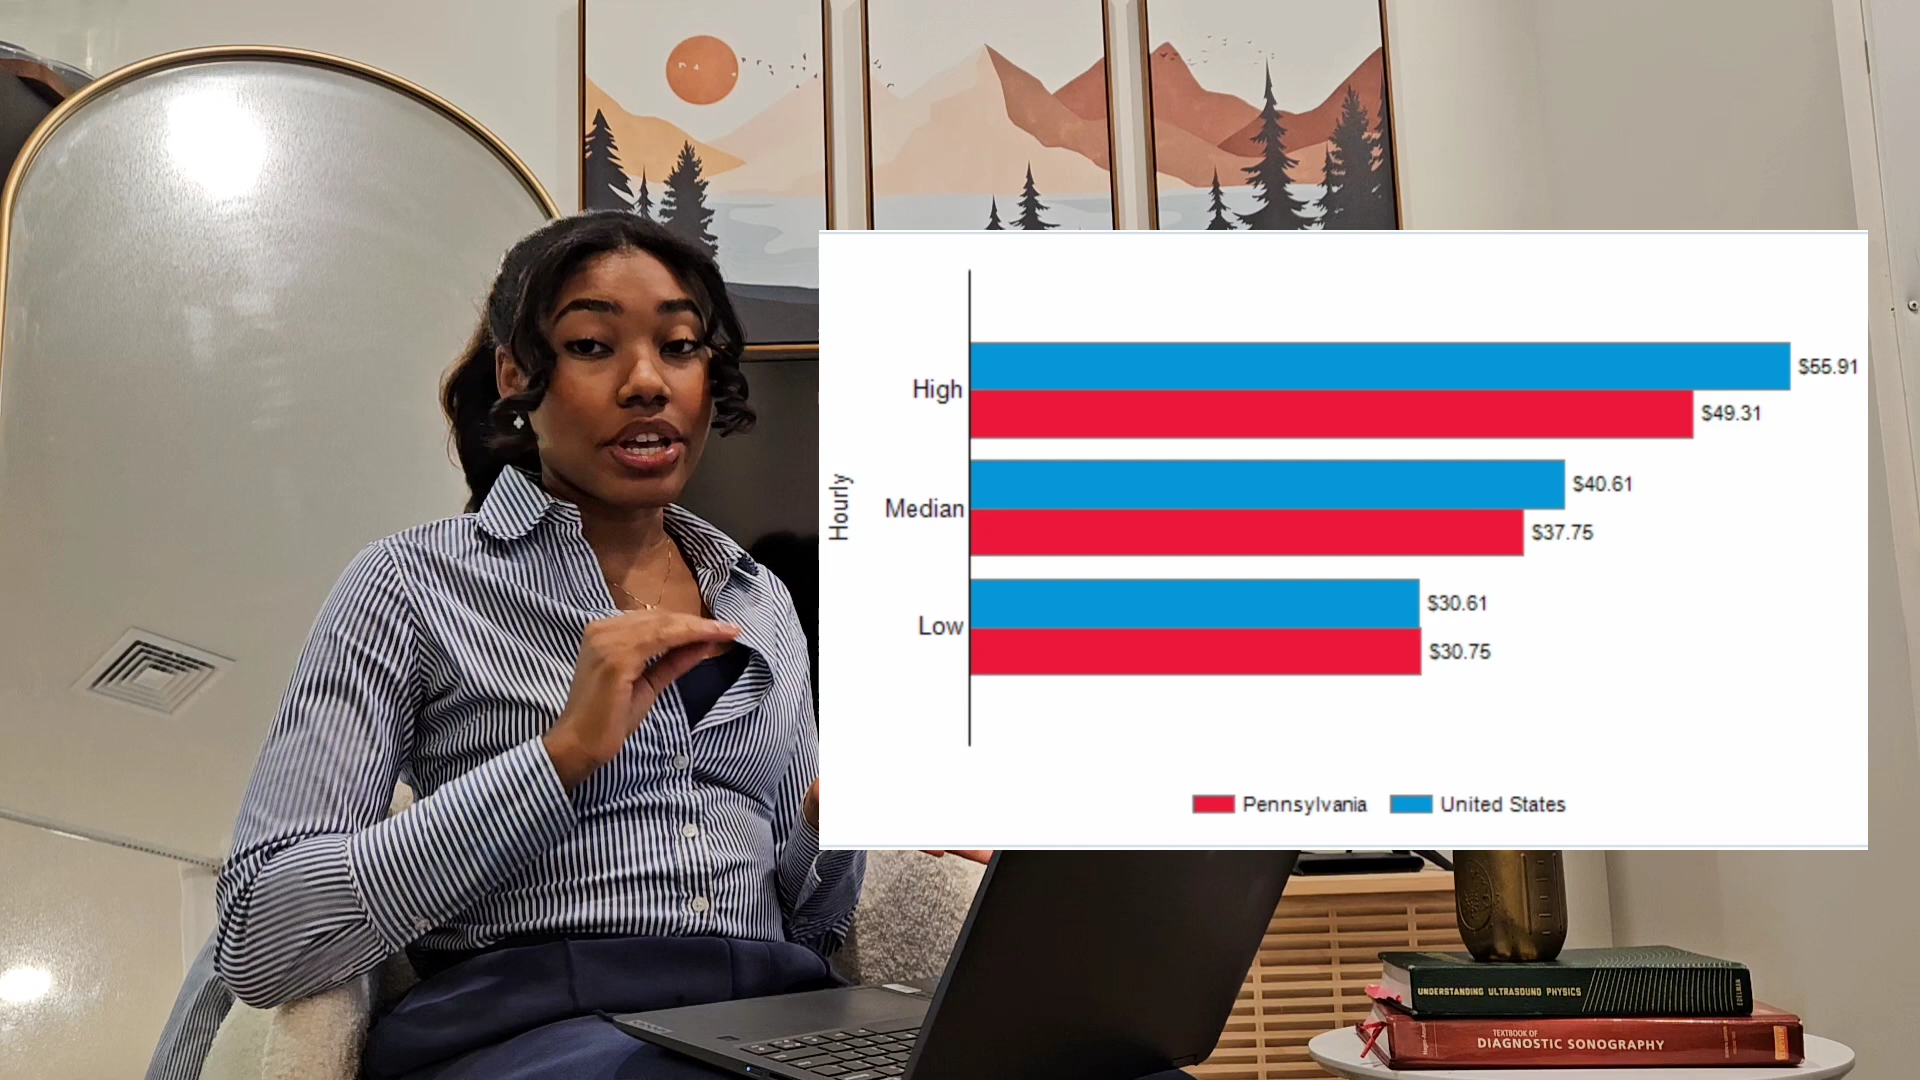 Hourly
High
$55.91
$49.31
Median
$40.61
$37.75
Low
$30.61
$30.75
Pennsylvania
United States
UNDERSTANDING ULTRASOUND PHYSICS
EDELMAN
TEXTBOOK OF
DIAGNOSTIC SONOGRAPHY